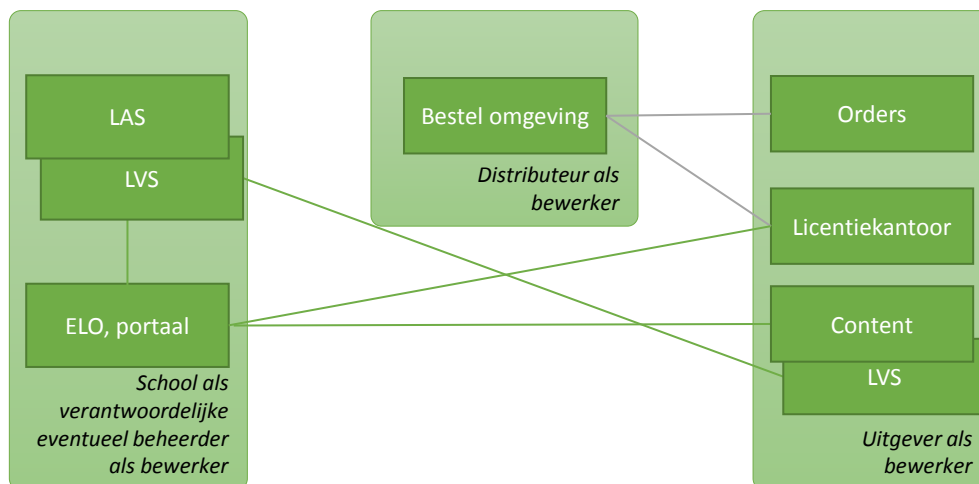 LAS
LVS
ELO, portaal
School als
verantwoordelijke
eventueel beheerder
als bewerker
Bestel omgeving
Distributeur als
bewerker
Orders
Licentiekantoor
Content
LVS
Uitgever als
bewerker